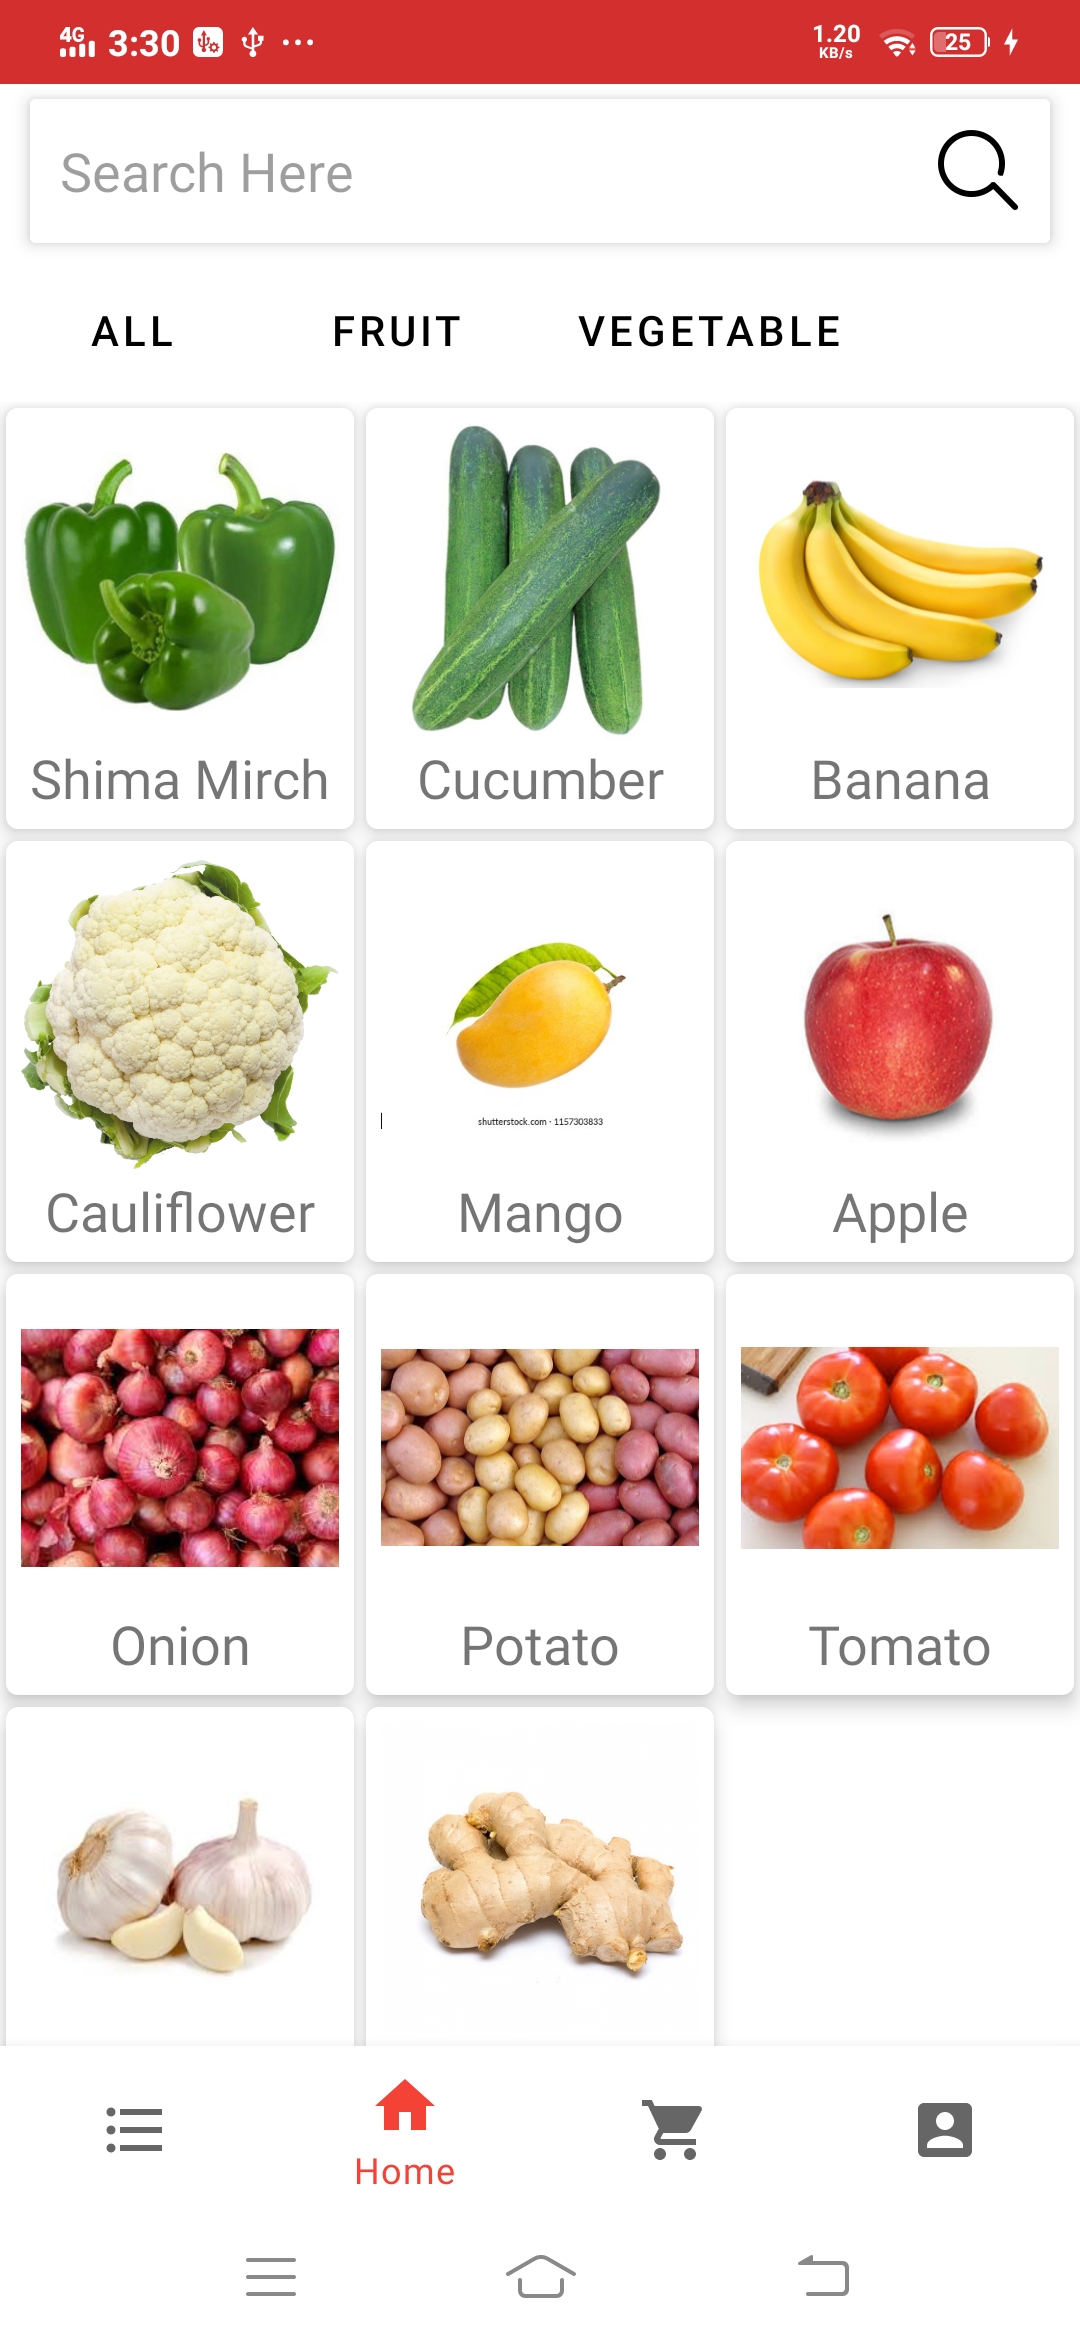 4G 3:30 1.20 KB/s 25
Search Here
ALL FRUIT VEGETABLE
Shima Mirch Cucumber Banana
Cauliflower shutterstock.com · 1157303833 Mango Apple
Onion Potato Tomato
Home